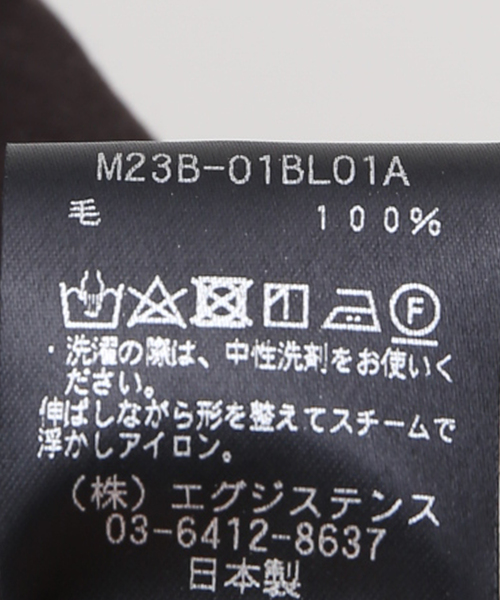 M23B-01BL01A
毛 100%
F
・洗濯の際は、中性洗剤をお使いく
ださい。
伸ばしながら形を整えてスチームで
浮かしアイロン。
(株) エグジステンス
03-6412-8637
日本製